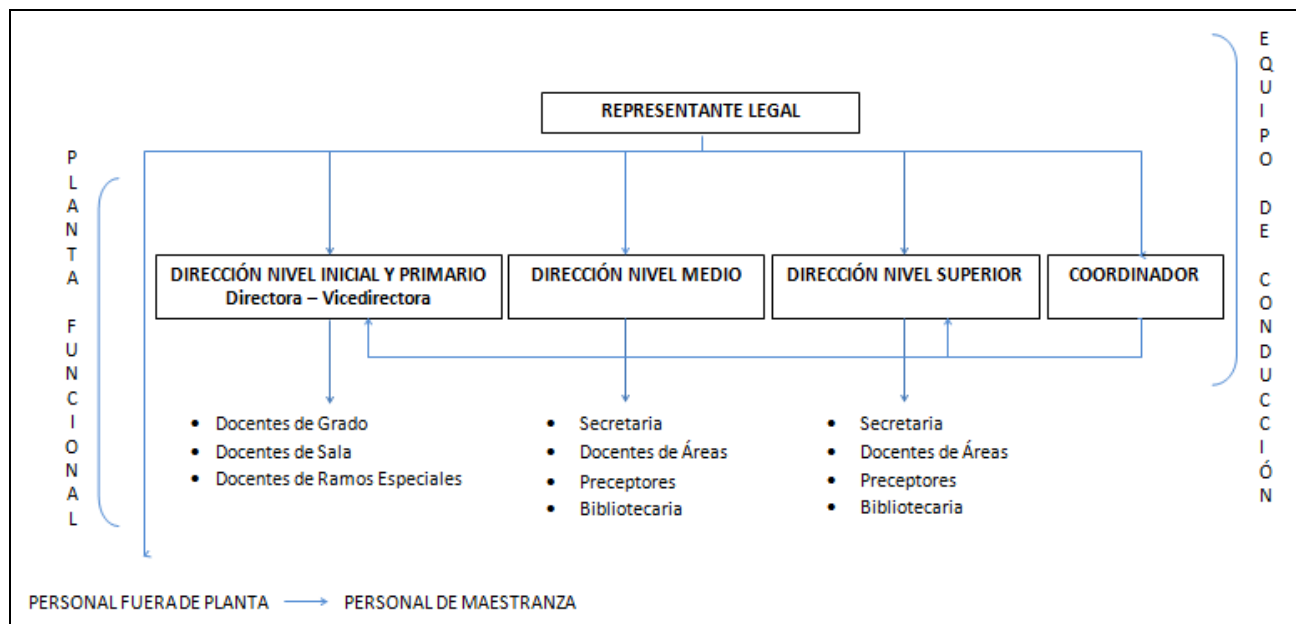 REPRESENTANTE LEGAL
PLANTA FUNCIONAL
EQUIPO DE CONDUCCIÓN
DIRECCIÓN NIVEL INICIAL Y PRIMARIO
Directora – Vicedirectora
DIRECCIÓN NIVEL MEDIO
DIRECCIÓN NIVEL SUPERIOR
COORDINADOR
• Docentes de Grado
• Docentes de Sala
• Docentes de Ramos Especiales
• Secretaria
• Docentes de Áreas
• Preceptores
• Bibliotecaria
• Secretaria
• Docentes de Áreas
• Preceptores
• Bibliotecaria
PERSONAL FUERA DE PLANTA → PERSONAL DE MAESTRANZA